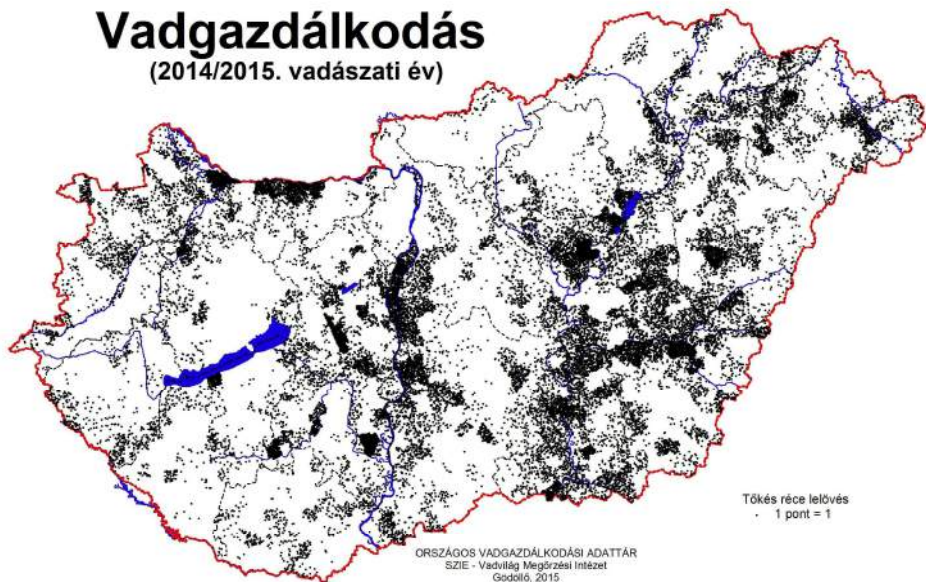 Vadgazdálkodás
(2014/2015. vadászati év)
Tőkés réce lelövés
1 pont = 1
ORSZÁGOS VADGAZDÁLKODÁSI ADATTÁR
SZIE - Vadvilág Megőrzési Intézet
Gödöllő, 2015